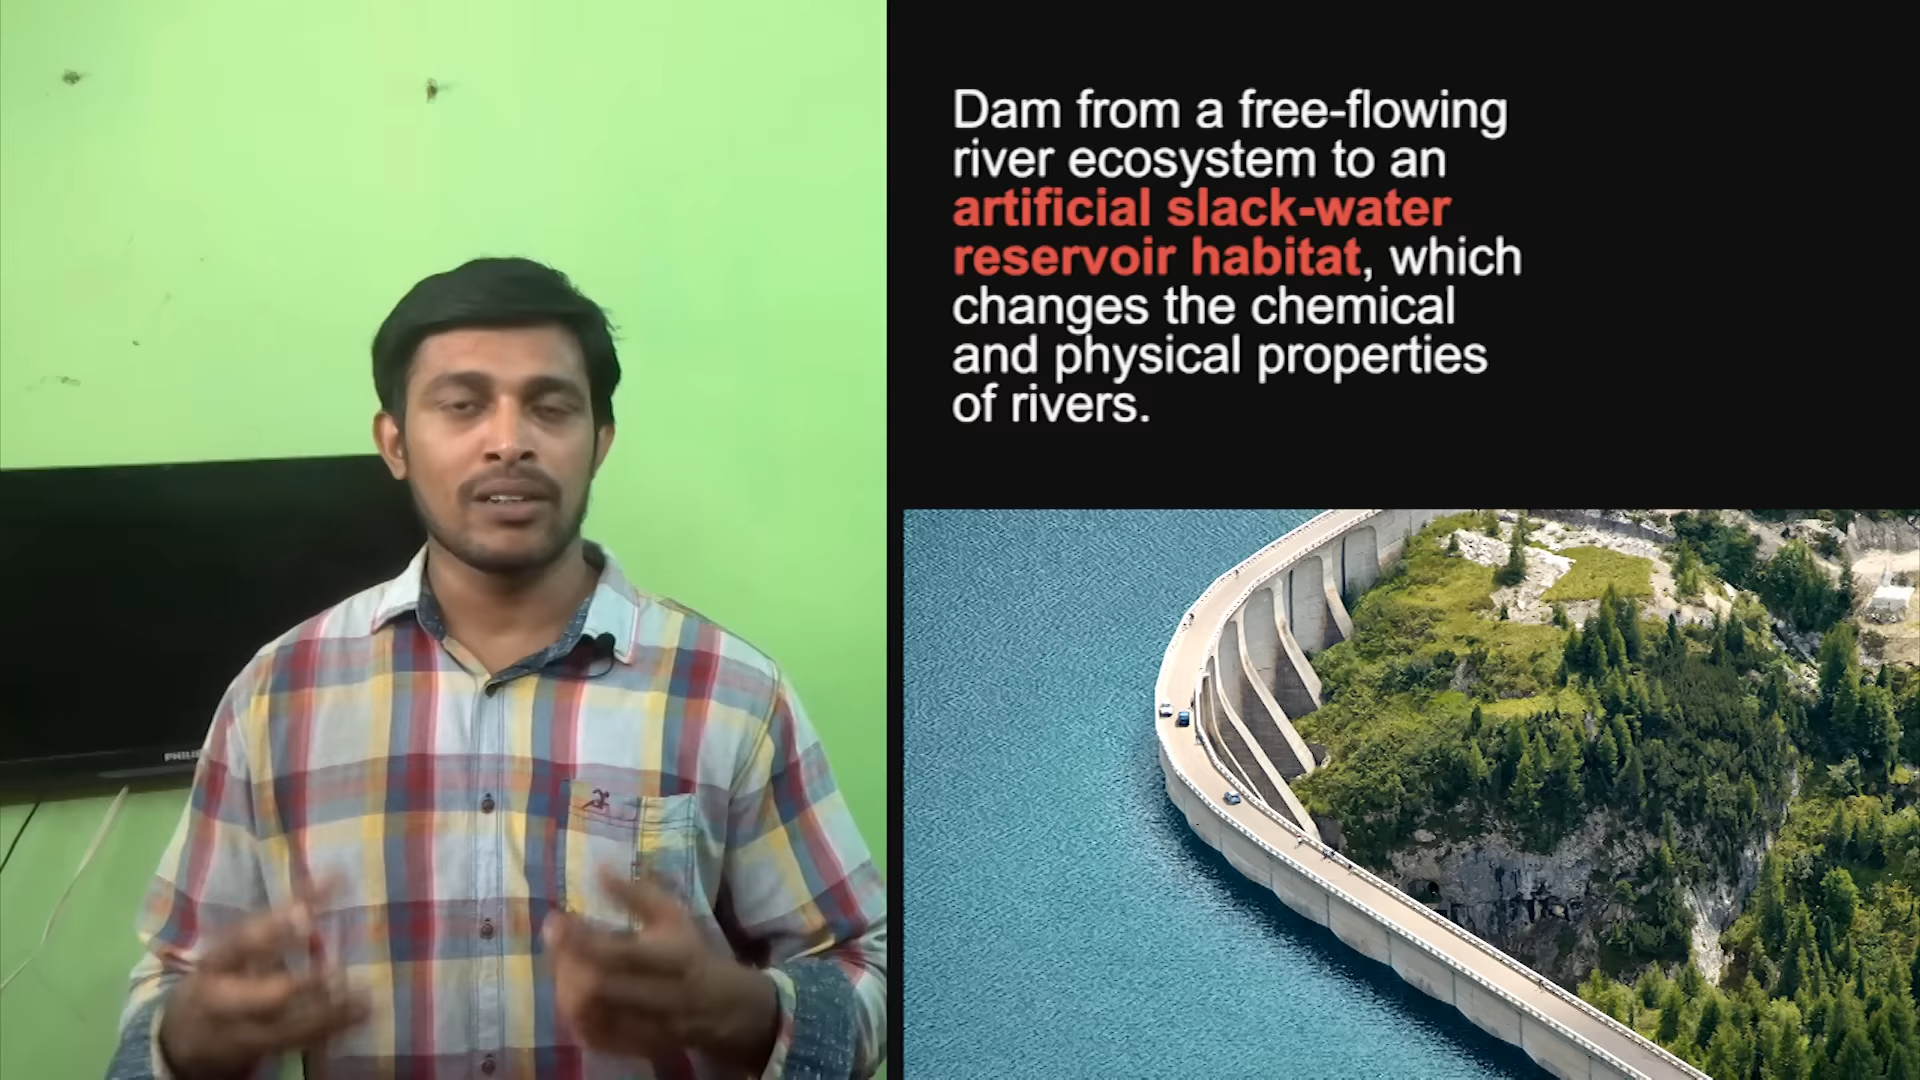 Dam from a free-flowing
river ecosystem to an
artificial slack-water
reservoir habitat, which
changes the chemical
and physical properties
of rivers.